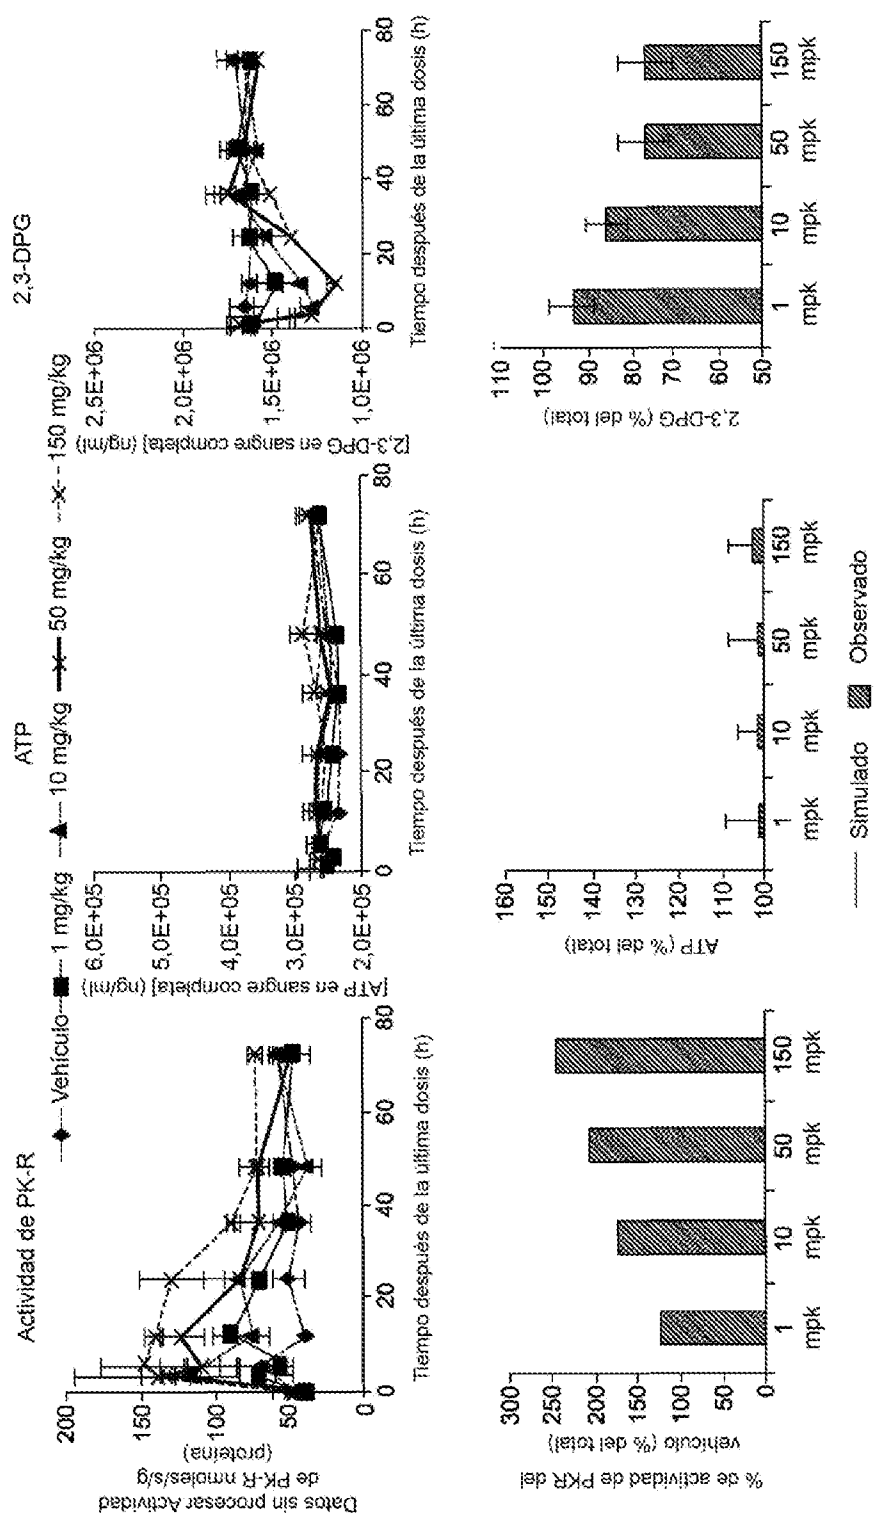 Actividad de PK-R
ATP
2,3-DPG
Vehículo
1 mg/kg
10 mg/kg
50 mg/kg
150 mg/kg
Datos sin procesar Actividad
de PK-R nmoles/s/g
(proteína)
200
150
100
50
0
0
20
40
60
80
Tiempo después de la última dosis (h)
[ATP en sangre completa] (ng/ml)
6,0E+05
5,0E+05
4,0E+05
3,0E+05
2,0E+05
0
20
40
60
80
Tiempo después de la última dosis (h)
[2,3-DPG en sangre completa] (ng/ml)
2,5E+06
2,0E+06
1,5E+06
1,0E+06
0
20
40
60
80
Tiempo después de la última dosis (h)
% de actividad de PKR del
vehículo (% del total)
300
250
200
150
100
50
0
1
10
50
150
mpk
mpk
mpk
mpk
ATP (% del total)
160
150
140
130
120
110
100
1
10
50
150
mpk
mpk
mpk
mpk
2,3-DPG (% del total)
110
100
90
80
70
60
50
1
10
50
150
mpk
mpk
mpk
mpk
Simulado
Observado